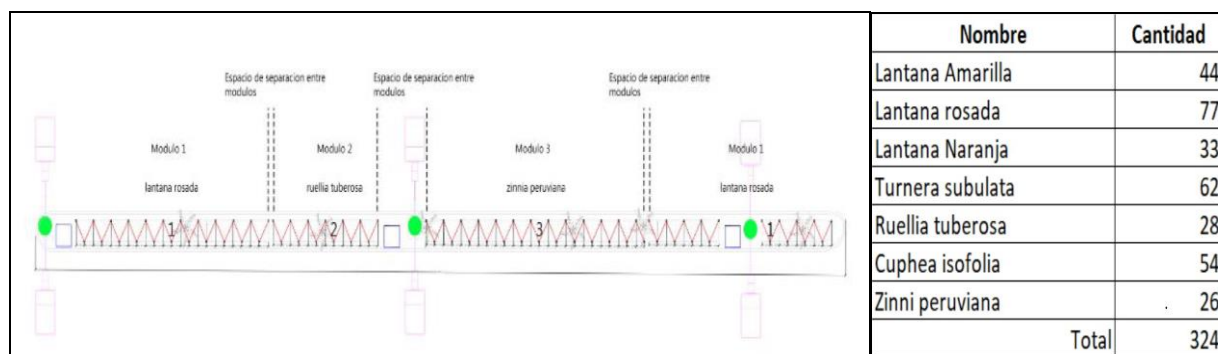 Espacio de separacion entre
modulos
Espacio de separacion entre
modulos
Espacio de separacion entre
modulos
Modulo 1
Modulo 2
Modulo 3
Modulo 1
lantana rosada
ruellia tuberosa
zinnia peruviana
lantana rosada
1
2
3
1
Nombre Cantidad
Lantana Amarilla 44
Lantana rosada 77
Lantana Naranja 33
Turnera subulata 62
Ruellia tuberosa 28
Cuphea isofolia 54
Zinni peruviana . 26
Total 324